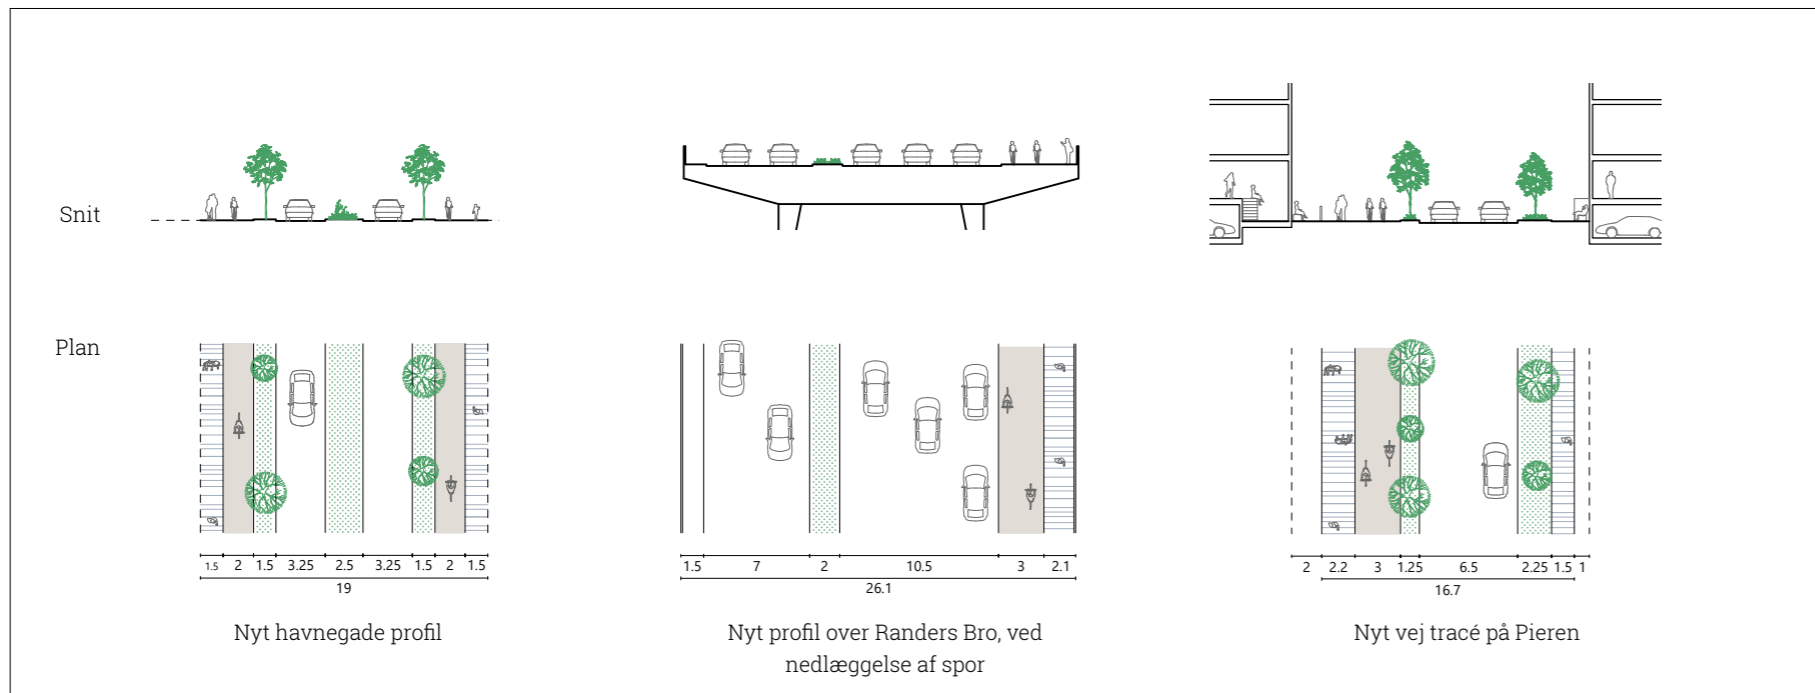 Snit
Plan
1.5 2 1.5 3.25 2.5 3.25 1.5 2 1.5
19
Nyt havnegade profil
1.5 7 2 10.5 3 2.1
26.1
Nyt profil over Randers Bro, ved
nedlæggelse af spor
2 2.2 3 1.25 6.5 2.25 1.5 1
16.7
Nyt vej tracé på Pieren